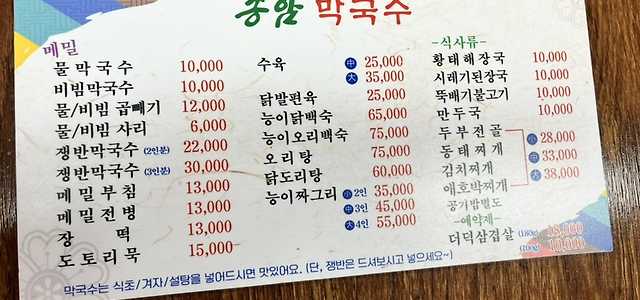 송암 막국수
메밀
물막국수 10,000
비빔막국수 10,000
물/비빔 곱빼기 12,000
물/비빔 사리 6,000
쟁반막국수 (2인분) 22,000
쟁반막국수 (3인분) 30,000
메밀부침 13,000
메밀전병 13,000
장떡 13,000
도토리묵 15,000
수육 中 25,000
大 35,000
닭발편육 25,000
능이닭백숙 65,000
능이오리백숙 75,000
오리탕 75,000
닭도리탕 60,000
능이짜그리 小 2인 35,000
中 3인 45,000
大 4인 55,000
-식사류-
황태해장국 10,000
시레기된장국 10,000
뚝배기불고기 10,000
만두국 10,000
두부전골
동태찌개
김치찌개
애호박찌개
小 28,000
中 33,000
大 38,000
공기밥별도
-예약제-
더덕삼겹살
막국수는 식초/겨자/설탕을 넣어드시면 맛있어요. (단, 쟁반은 드셔보시고 넣으세요~)